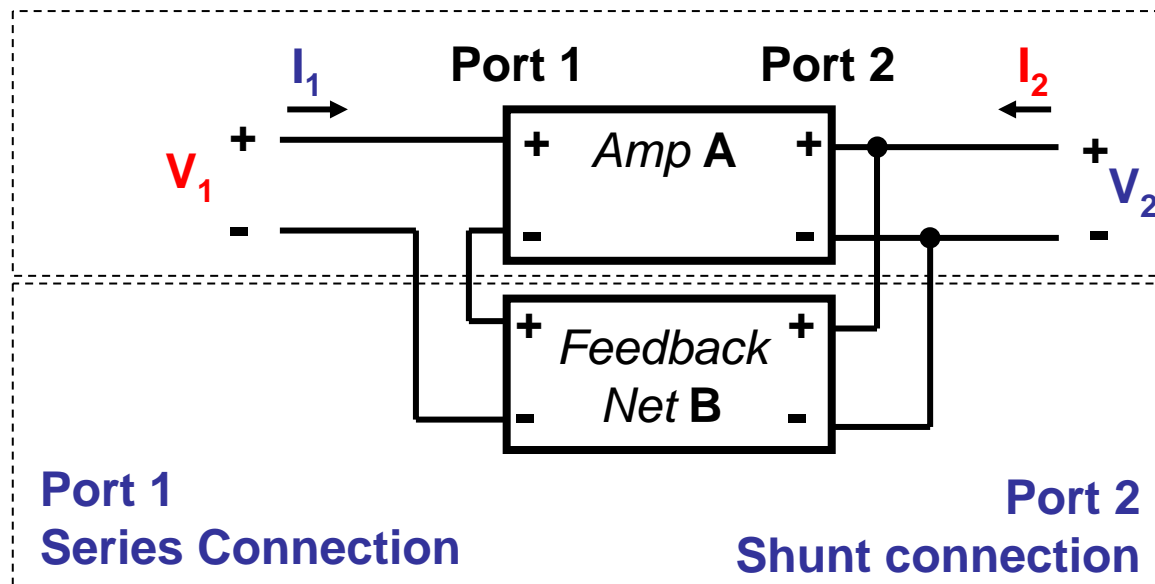 I₁ Port 1 Port 2 I₂
+ + Amp A + +
V₁ V₂
- - - -
+ Feedback +
- Net B -
Port 1 Port 2
Series Connection Shunt connection